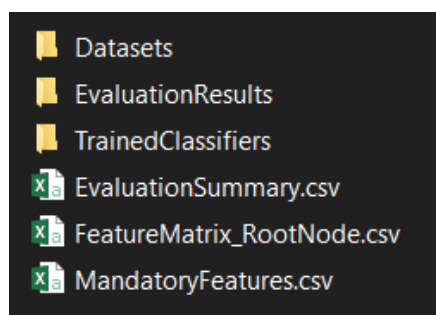 Datasets
EvaluationResults
TrainedClassifiers
EvaluationSummary.csv
FeatureMatrix_RootNode.csv
MandatoryFeatures.csv